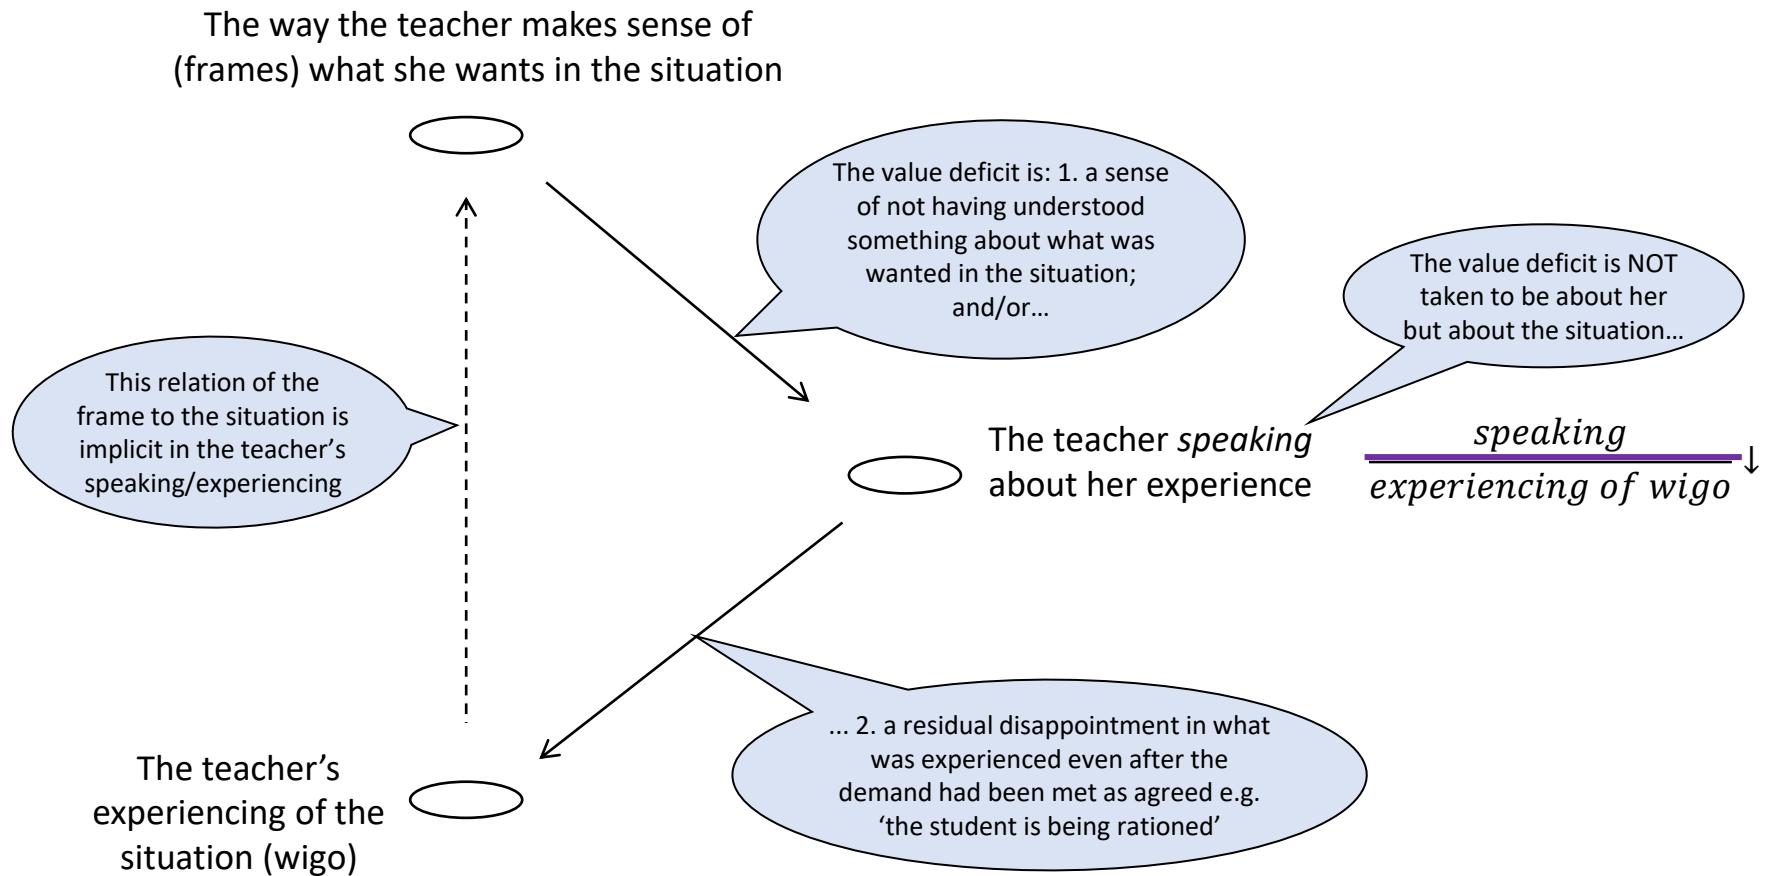 The way the teacher makes sense of
(frames) what she wants in the situation
The value deficit is: 1. a sense
of not having understood
something about what was
wanted in the situation;
and/or…
The value deficit is NOT
taken to be about her
but about the situation…
This relation of the
frame to the situation is
implicit in the teacher’s
speaking/experiencing
The teacher speaking
about her experience
speaking
experiencing of wigo
↓
... 2. a residual disappointment in what
was experienced even after the
demand had been met as agreed e.g.
‘the student is being rationed’
The teacher’s
experiencing of the
situation (wigo)